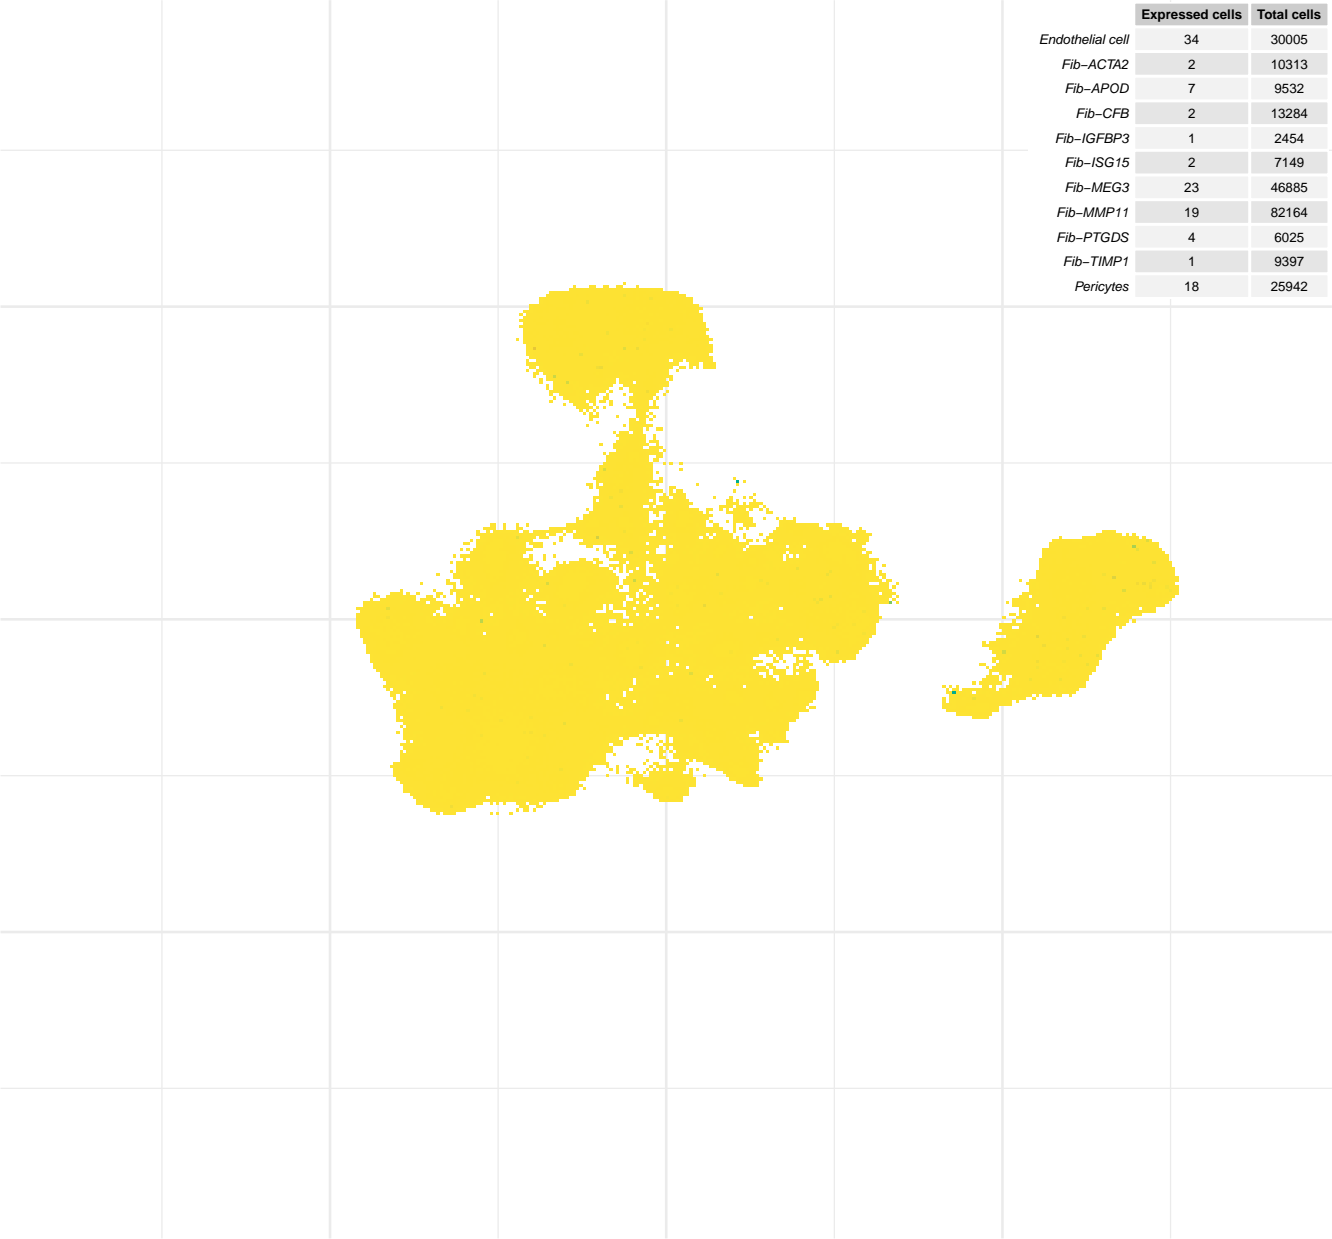 Expressed cells Total cells
Endothelial cell 34 30005
Fib−ACTA2 2 10313
Fib−APOD 7 9532
Fib−CFB 2 13284
Fib−IGFBP3 1 2454
Fib−ISG15 2 7149
Fib−MEG3 23 46885
Fib−MMP11 19 82164
Fib−PTGDS 4 6025
Fib−TIMP1 1 9397
Pericytes 18 25942